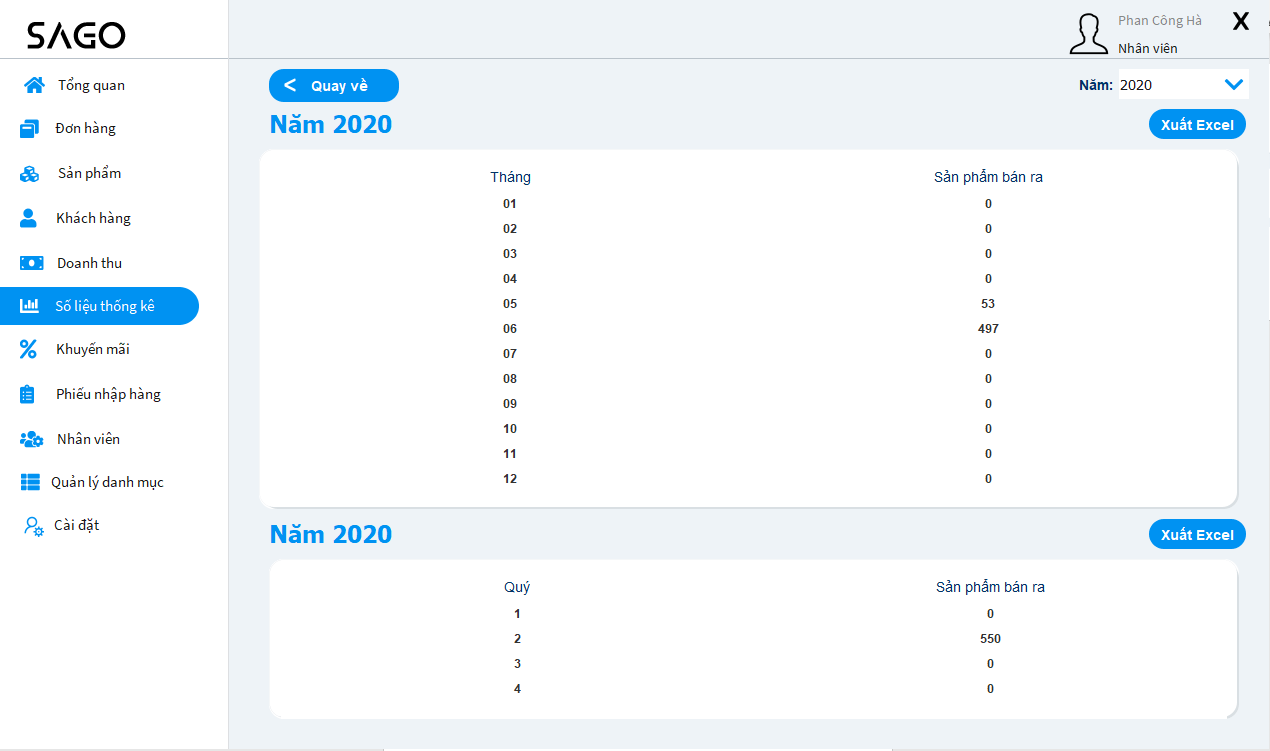 SAGO
Phan Công Hà
X
Nhân viên
Tổng quan
Đơn hàng
Sản phẩm
Khách hàng
Doanh thu
Số liệu thống kê
Khuyến mãi
Phiếu nhập hàng
Nhân viên
Quản lý danh mục
Cài đặt
< Quay về
Năm: 2020
Năm 2020
Xuất Excel
Tháng Sản phẩm bán ra
01 0
02 0
03 0
04 0
05 53
06 497
07 0
08 0
09 0
10 0
11 0
12 0
Năm 2020
Xuất Excel
Quý Sản phẩm bán ra
1 0
2 550
3 0
4 0